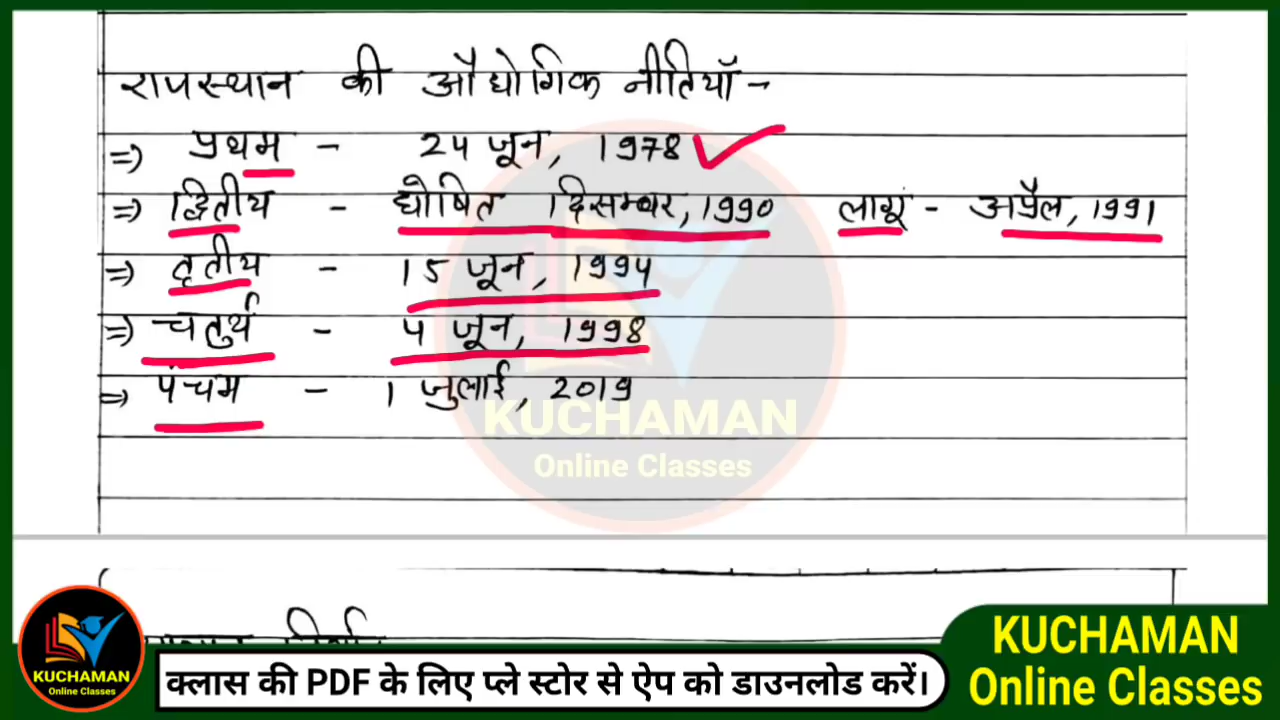 राजस्थान की औद्योगिक नीतियाँ -
⇒ प्रथम - 24 जून, 1978 ✓
⇒ द्वितीय - घोषित दिसम्बर, 1990 लागूं - अप्रैल, 1991
⇒ तृतीय - 15 जून, 1994
⇒ चतुर्थ - 4 जून, 1998
⇒ पंचम - 1 जुलाई, 2019
KUCHAMAN
Online Classes
KUCHAMAN
Online Classes
क्लास की PDF के लिए प्ले स्टोर से ऐप को डाउनलोड करें।
KUCHAMAN
Online Classes